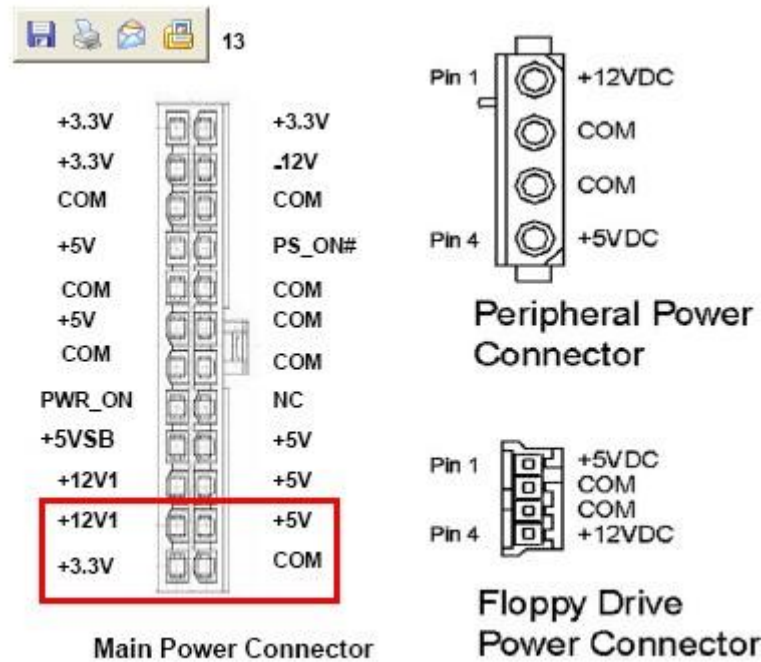 13
+3.3V +3.3V
+3.3V -12V
COM COM
+5V PS_ON#
COM COM
+5V COM
COM COM
PWR_ON NC
+5VSB +5V
+12V1 +5V
+12V1 +5V
+3.3V COM
Main Power Connector
Pin 1 +12VDC
COM
COM
Pin 4 +5VDC
Peripheral Power
Connector
Pin 1 +5VDC
COM
COM
Pin 4 +12VDC
Floppy Drive
Power Connector